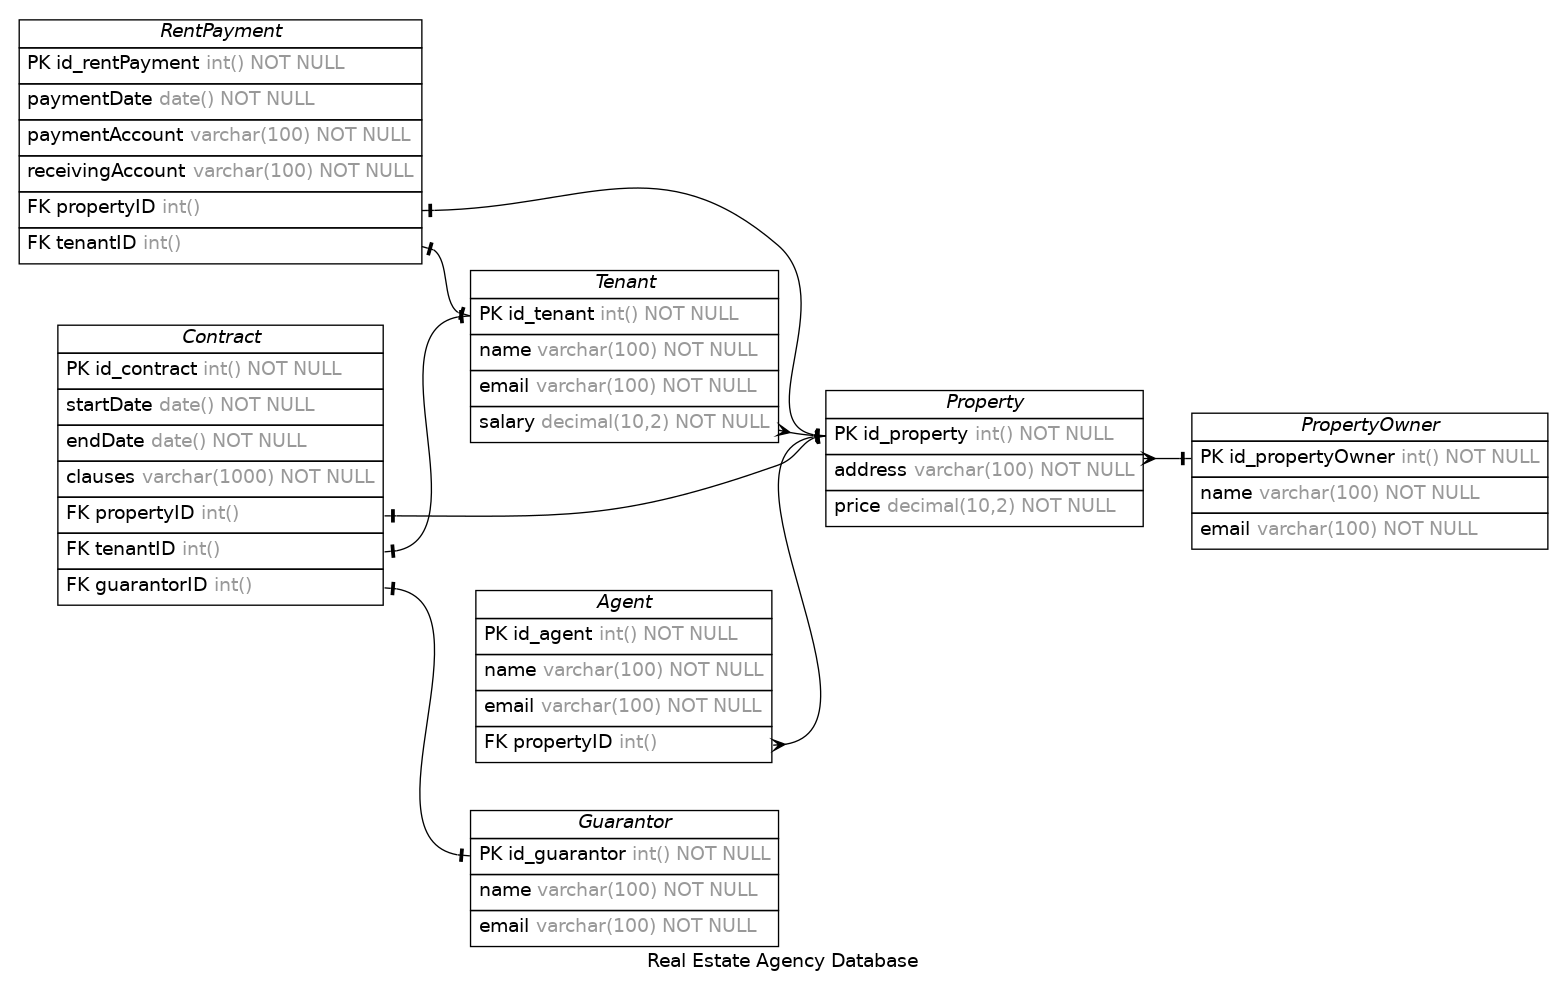 RentPayment
PK id_rentPayment int() NOT NULL
paymentDate date() NOT NULL
paymentAccount varchar(100) NOT NULL
receivingAccount varchar(100) NOT NULL
FK propertyID int()
FK tenantID int()
Contract
PK id_contract int() NOT NULL
startDate date() NOT NULL
endDate date() NOT NULL
clauses varchar(1000) NOT NULL
FK propertyID int()
FK tenantID int()
FK guarantorID int()
Tenant
PK id_tenant int() NOT NULL
name varchar(100) NOT NULL
email varchar(100) NOT NULL
salary decimal(10,2) NOT NULL
Agent
PK id_agent int() NOT NULL
name varchar(100) NOT NULL
email varchar(100) NOT NULL
FK propertyID int()
Guarantor
PK id_guarantor int() NOT NULL
name varchar(100) NOT NULL
email varchar(100) NOT NULL
Property
PK id_property int() NOT NULL
address varchar(100) NOT NULL
price decimal(10,2) NOT NULL
PropertyOwner
PK id_propertyOwner int() NOT NULL
name varchar(100) NOT NULL
email varchar(100) NOT NULL
Real Estate Agency Database